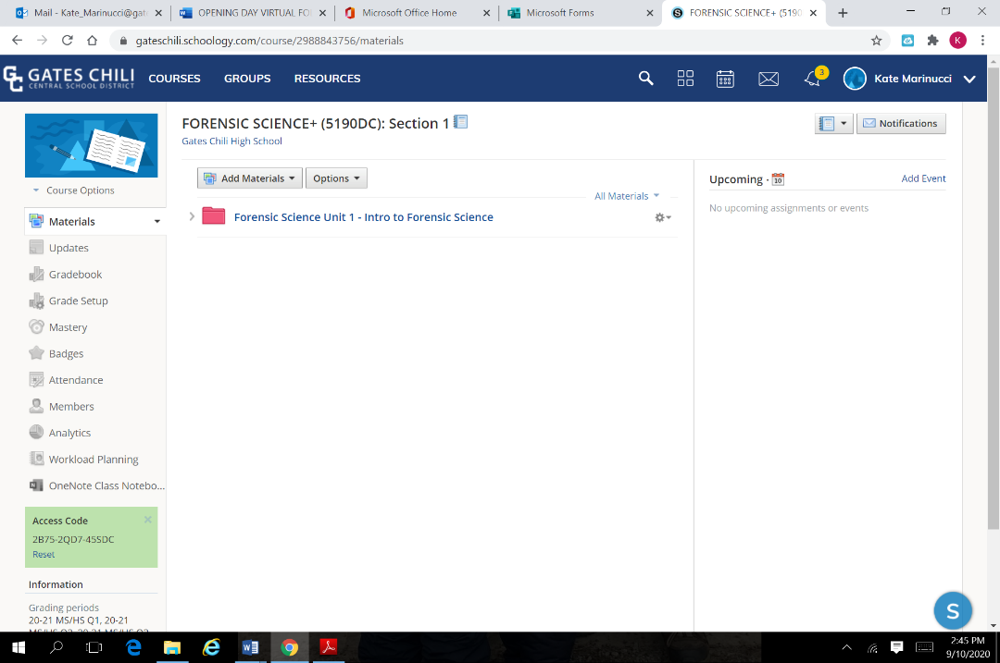 Mail - Kate_Marinucci@gat
OPENING DAY VIRTUAL FO
Microsoft Office Home
Microsoft Forms
FORENSIC SCIENCE+ (5190
gateschili.schoology.com/course/2988843756/materials
K
GC GATES CHILI
CENTRAL SCHOOL DISTRICT
COURSES
GROUPS
RESOURCES
3
Kate Marinucci
FORENSIC SCIENCE+ (5190DC): Section 1
Gates Chili High School
Notifications
Course Options
Add Materials
Options
All Materials
Forensic Science Unit 1 - Intro to Forensic Science
Upcoming · 10
Add Event
No upcoming assignments or events
Materials
Updates
Gradebook
Grade Setup
Mastery
Badges
Attendance
Members
Analytics
Workload Planning
OneNote Class Notebo...
Access Code
2B75-2QD7-45SDC
Reset
Information
Grading periods
20-21 MS/HS Q1, 20-21
S
2:45 PM
9/10/2020